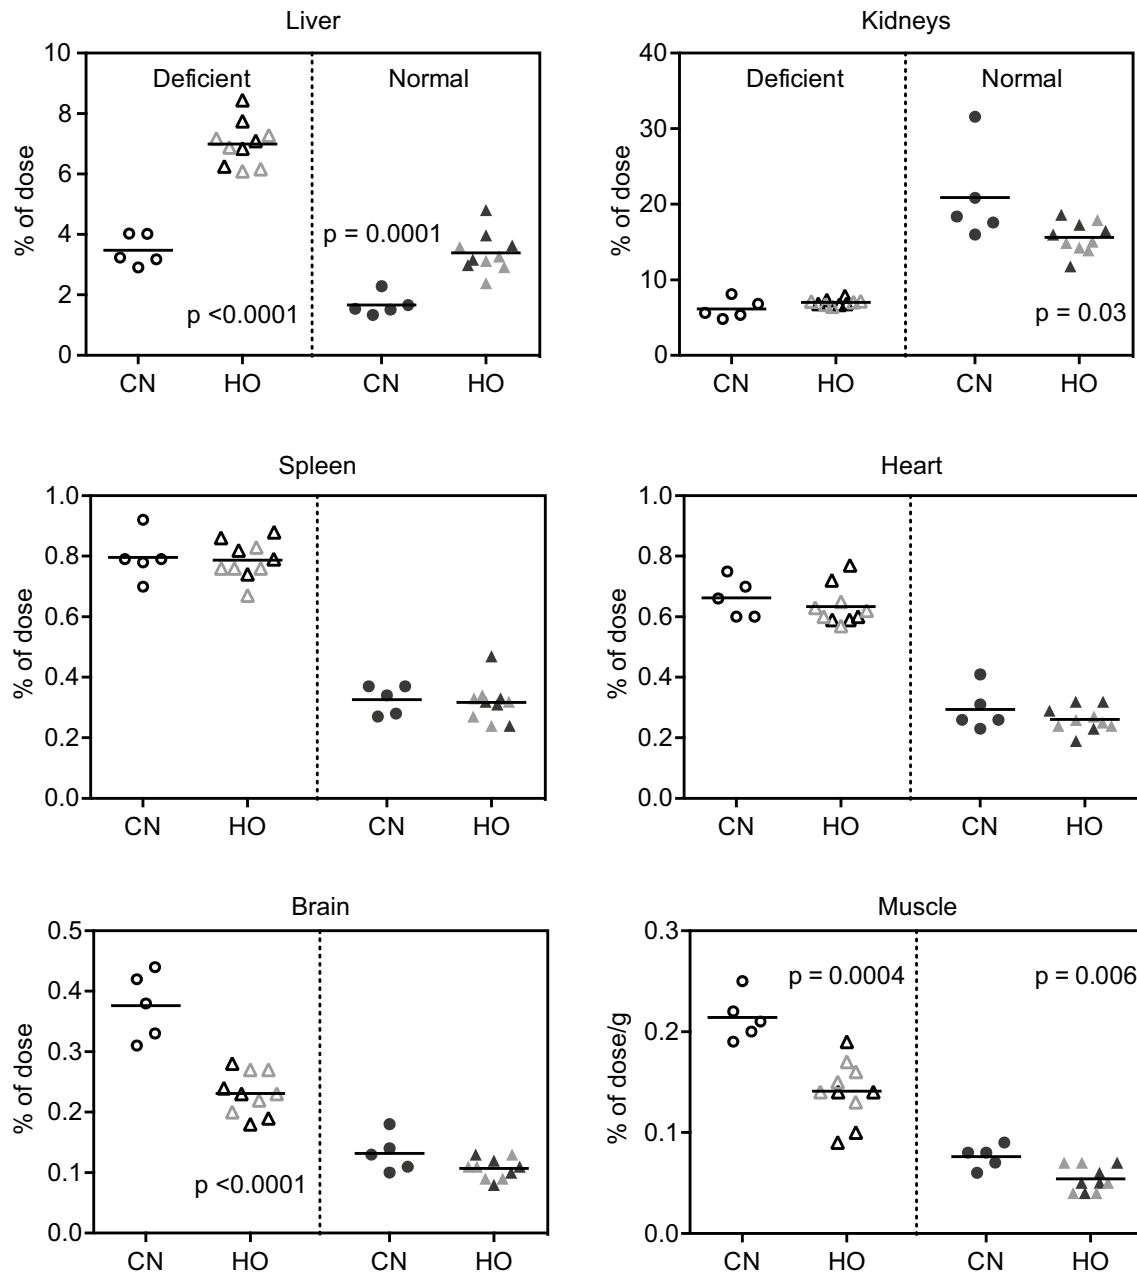 Liver
% of dose
10
8
6
4
2
0
Deficient
Normal
p <0.0001
p = 0.0001
CN
HO
CN
HO
Kidneys
% of dose
40
30
20
10
0
Deficient
Normal
p = 0.03
CN
HO
CN
HO
Spleen
% of dose
1.0
0.8
0.6
0.4
0.2
0.0
CN
HO
CN
HO
Heart
% of dose
1.0
0.8
0.6
0.4
0.2
0.0
CN
HO
CN
HO
Brain
% of dose
0.5
0.4
0.3
0.2
0.1
0.0
p <0.0001
CN
HO
CN
HO
Muscle
% of dose/g
0.3
0.2
0.1
0.0
p = 0.0004
p = 0.006
CN
HO
CN
HO